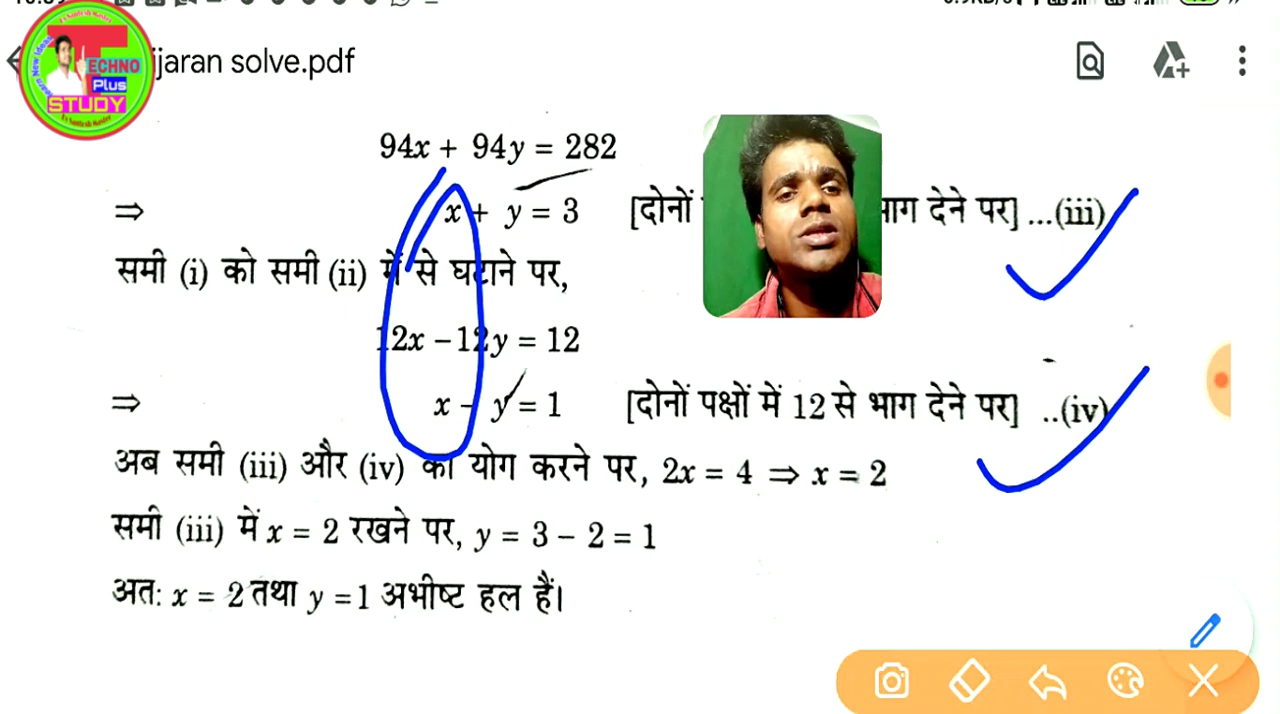 ijaran solve.pdf
TECHNO
Plus
STUDY
94x + 94y = 282
⇒ x + y = 3 [दोनों भाग देने पर] ...(iii)
समी (i) को समी (ii) में से घटाने पर,
12x – 12y = 12
⇒ x – y = 1 [दोनों पक्षों में 12 से भाग देने पर] ..(iv)
अब समी (iii) और (iv) का योग करने पर, 2x = 4 ⇒ x = 2
समी (iii) में x = 2 रखने पर, y = 3 – 2 = 1
अत: x = 2 तथा y = 1 अभीष्ट हल हैं।